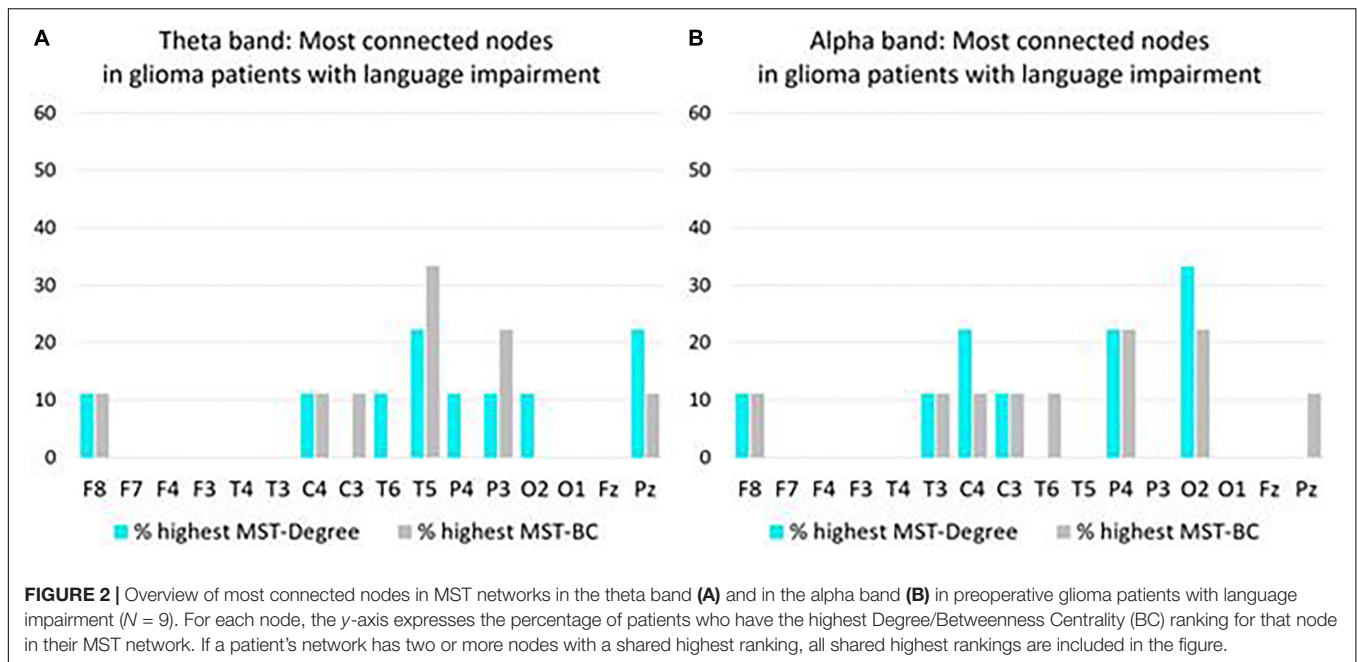 A
Theta band: Most connected nodes
in glioma patients with language impairment
60
50
40
30
20
10
0
F8 F7 F4 F3 T4 T3 C4 C3 T6 T5 P4 P3 O2 O1 Fz Pz
% highest MST-Degree % highest MST-BC
B
Alpha band: Most connected nodes
in glioma patients with language impairment
60
50
40
30
20
10
0
F8 F7 F4 F3 T4 T3 C4 C3 T6 T5 P4 P3 O2 O1 Fz Pz
% highest MST-Degree % highest MST-BC
FIGURE 2 | Overview of most connected nodes in MST networks in the theta band (A) and in the alpha band (B) in preoperative glioma patients with language
impairment (N = 9). For each node, the y-axis expresses the percentage of patients who have the highest Degree/Betweenness Centrality (BC) ranking for that node
in their MST network. If a patient's network has two or more nodes with a shared highest ranking, all shared highest rankings are included in the figure.